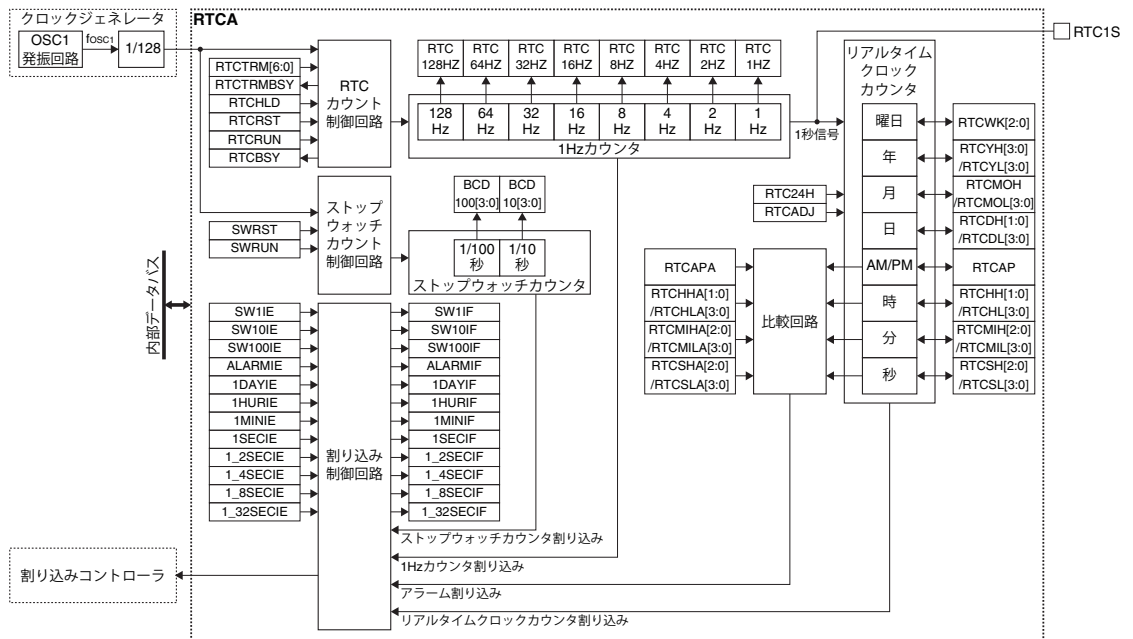 クロックジェネレータ
OSC1
発振回路
fOSC1
1/128
RTCA
RTCTRM[6:0]
RTCTRMBSY
RTCHLD
RTCRST
RTCRUN
RTCBSY
RTC
カウント
制御回路
RTC
128HZ
RTC
64HZ
RTC
32HZ
RTC
16HZ
RTC
8HZ
RTC
4HZ
RTC
2HZ
RTC
1HZ
128
Hz
64
Hz
32
Hz
16
Hz
8
Hz
4
Hz
2
Hz
1
Hz
1Hzカウンタ
1秒信号
RTC1S
リアルタイム
クロック
カウンタ
曜日
年
月
日
AM/PM
時
分
秒
RTCWK[2:0]
RTCYH[3:0]
/RTCYL[3:0]
RTCMOH
/RTCMOL[3:0]
RTCDH[1:0]
/RTCDL[3:0]
RTCAP
RTCHH[1:0]
/RTCHL[3:0]
RTCMIH[2:0]
/RTCMIL[3:0]
RTCSH[2:0]
/RTCSL[3:0]
RTC24H
RTCADJ
SWRST
SWRUN
ストップ
ウォッチ
カウント
制御回路
BCD
100[3:0]
BCD
10[3:0]
1/100
秒
1/10
秒
ストップウォッチカウンタ
RTCAPA
RTCHHA[1:0]
/RTCHLA[3:0]
RTCMIHA[2:0]
/RTCMILA[3:0]
RTCSHA[2:0]
/RTCSLA[3:0]
比較回路
内部データバス
SW1IE
SW10IE
SW100IE
ALARMIE
1DAYIE
1HURIE
1MINIE
1SECIE
1_2SECIE
1_4SECIE
1_8SECIE
1_32SECIE
割り込み
制御回路
SW1IF
SW10IF
SW100IF
ALARMIF
1DAYIF
1HURIF
1MINIF
1SECIF
1_2SECIF
1_4SECIF
1_8SECIF
1_32SECIF
ストップウォッチカウンタ割り込み
1Hzカウンタ割り込み
アラーム割り込み
リアルタイムクロックカウンタ割り込み
割り込みコントローラ